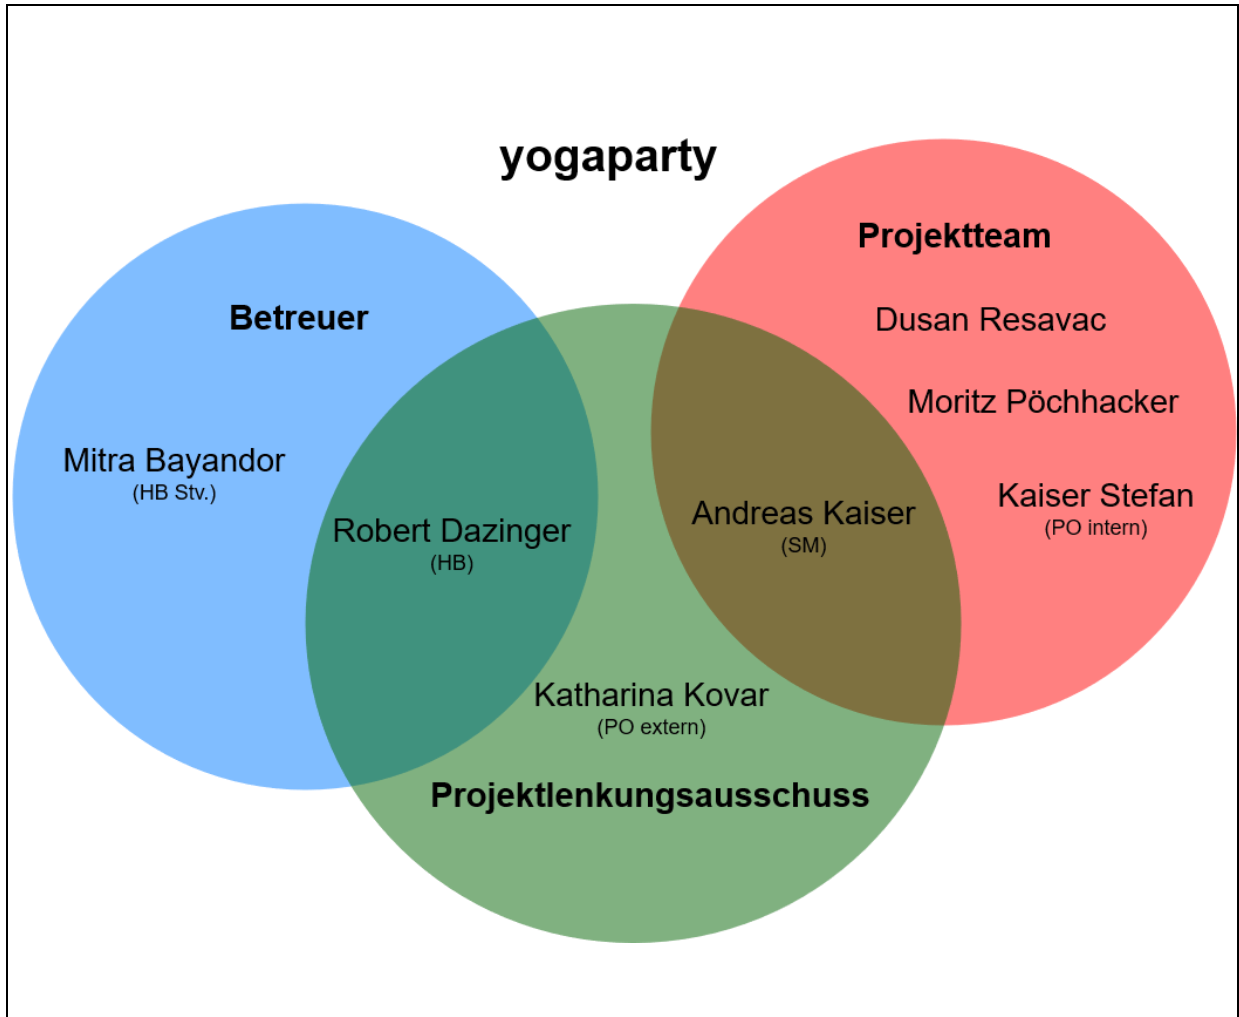 yogaparty
Betreuer
Mitra Bayandor
(HB Stv.)
Robert Dazinger
(HB)
Projektteam
Dusan Resavac
Moritz Pöchhacker
Kaiser Stefan
(PO intern)
Andreas Kaiser
(SM)
Katharina Kovar
(PO extern)
Projektlenkungsausschuss